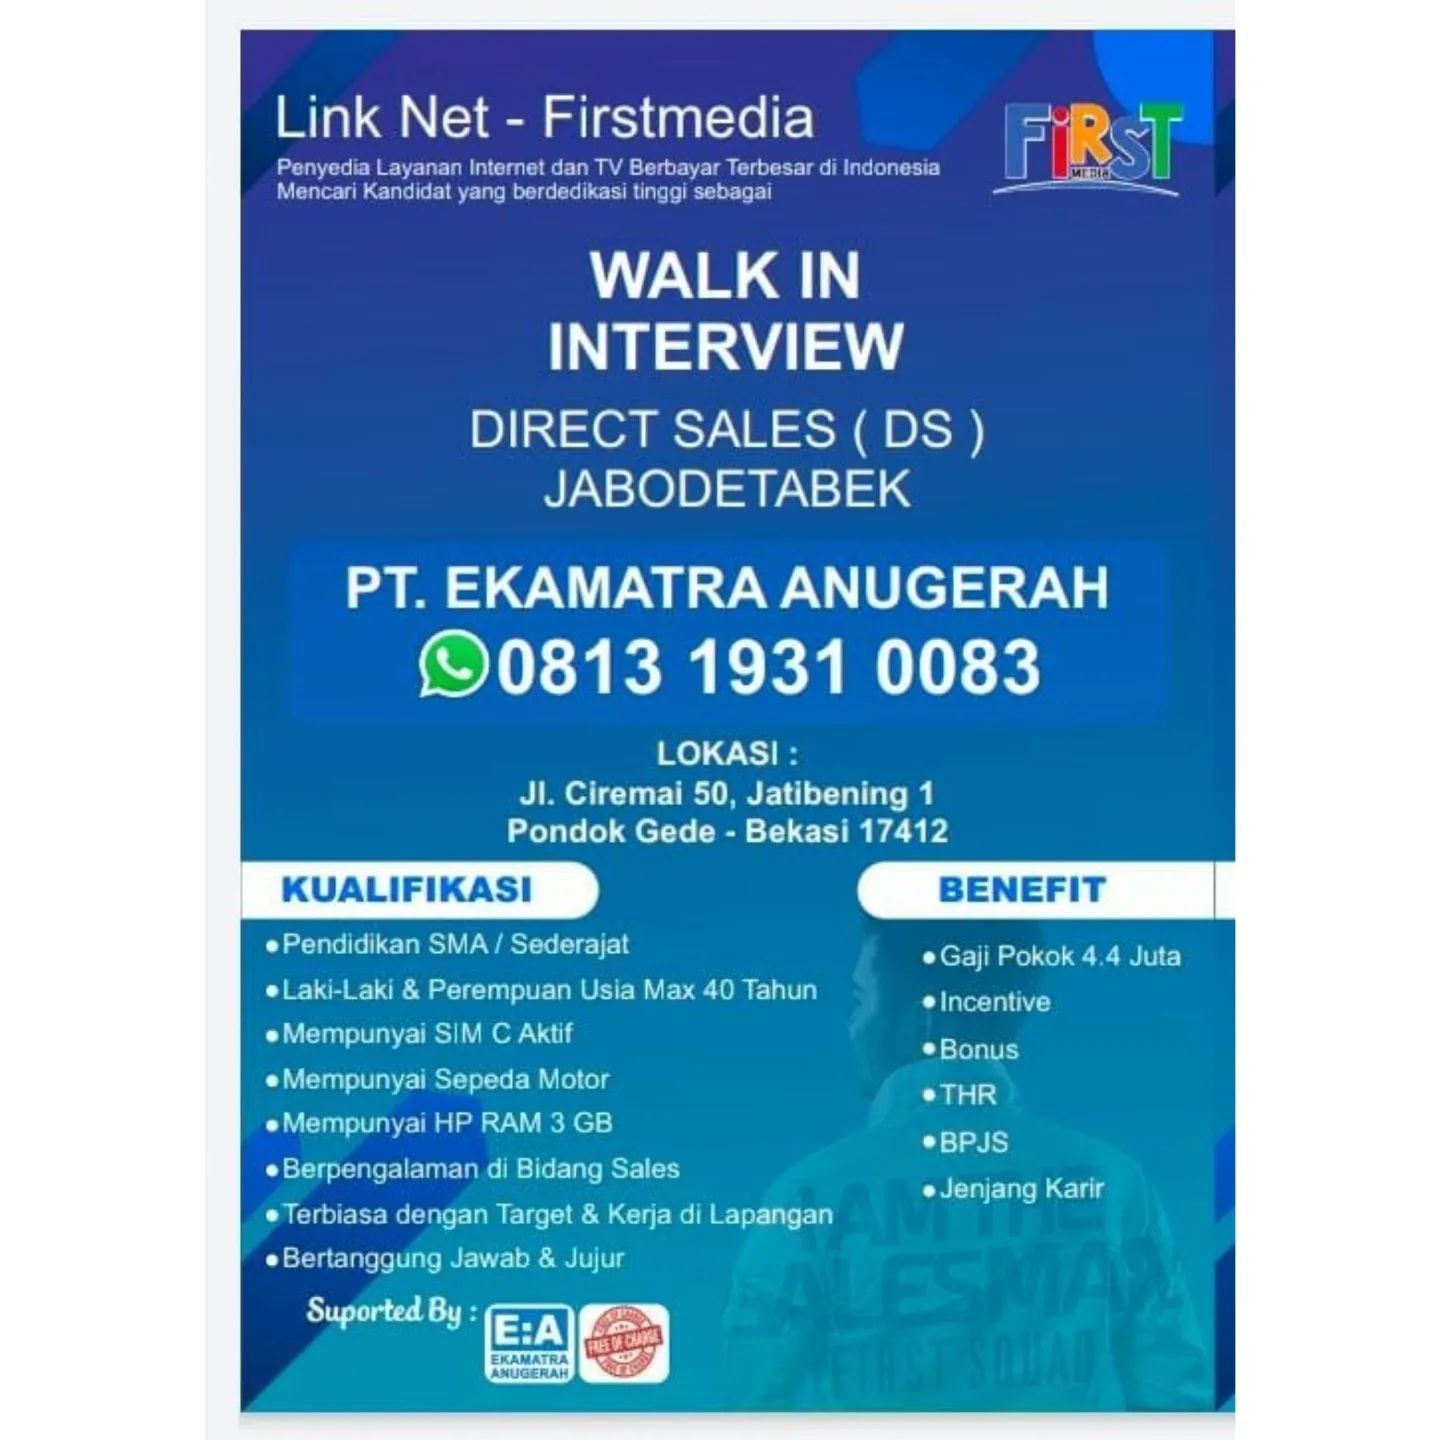 Link Net - Firstmedia
Penyedia Layanan Internet dan TV Berbayar Terbesar di Indonesia
Mencari Kandidat yang berdedikasi tinggi sebagai
FiRST
MEDIA
WALK IN
INTERVIEW
DIRECT SALES ( DS )
JABODETABEK
PT. EKAMATRA ANUGERAH
0813 1931 0083
LOKASI :
Jl. Ciremai 50, Jatibening 1
Pondok Gede - Bekasi 17412
KUALIFIKASI
•Pendidikan SMA / Sederajat
•Laki-Laki & Perempuan Usia Max 40 Tahun
•Mempunyai SIM C Aktif
•Mempunyai Sepeda Motor
•Mempunyai HP RAM 3 GB
•Berpengalaman di Bidang Sales
•Terbiasa dengan Target & Kerja di Lapangan
•Bertanggung Jawab & Jujur
BENEFIT
•Gaji Pokok 4.4 Juta
•Incentive
•Bonus
•THR
•BPJS
•Jenjang Karir
I AM THE
SALESMAN
FIRST SQUAD
Suported By :
E:A
EKAMATRA
ANUGERAH
FREE OF CHARGE